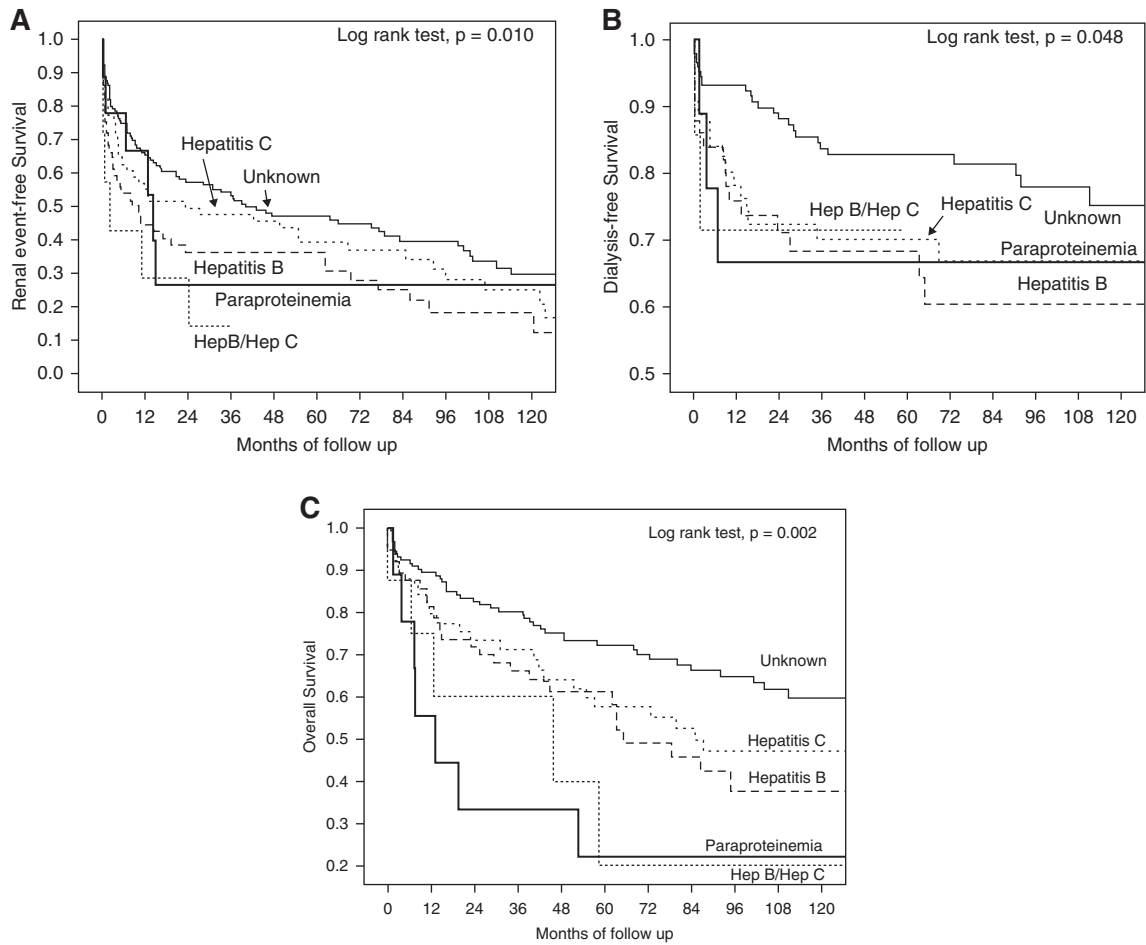 A
Log rank test, p = 0.010
Renal event-free Survival
1.0
0.9
0.8
0.7
0.6
0.5
0.4
0.3
0.2
0.1
0.0
Hepatitis C
Unknown
Hepatitis B
Paraproteinemia
HepB/Hep C
0 12 24 36 48 60 72 84 96 108 120
Months of follow up
B
Log rank test, p = 0.048
Dialysis-free Survival
1.0
0.9
0.8
0.7
0.6
0.5
Hep B/Hep C
Hepatitis C
Unknown
Paraproteinemia
Hepatitis B
0 12 24 36 48 60 72 84 96 108 120
Months of follow up
C
Log rank test, p = 0.002
Overall Survival
1.0
0.9
0.8
0.7
0.6
0.5
0.4
0.3
0.2
Unknown
Hepatitis C
Hepatitis B
Paraproteinemia
Hep B/Hep C
0 12 24 36 48 60 72 84 96 108 120
Months of follow up